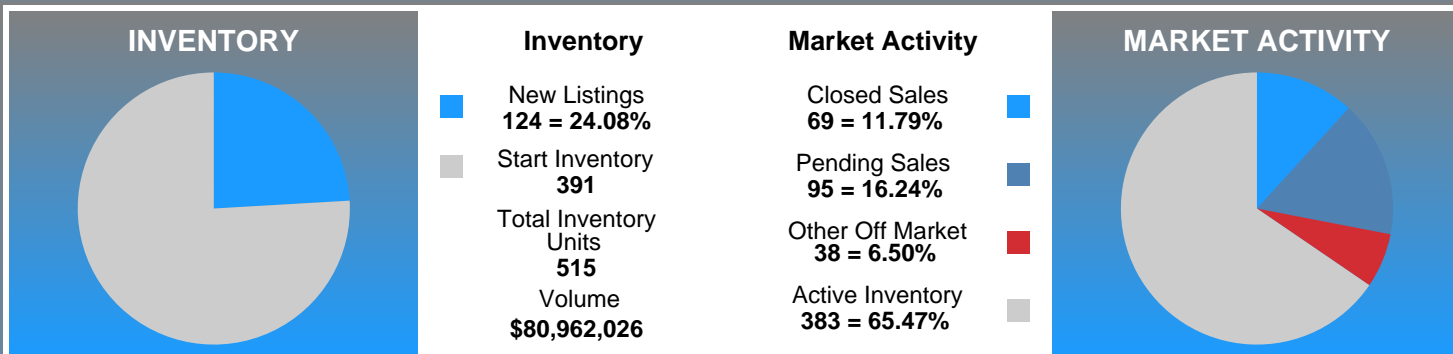 INVENTORY
Inventory
New Listings
124 = 24.08%
Start Inventory
391
Total Inventory
Units
515
Volume
$80,962,026
Market Activity
Closed Sales
69 = 11.79%
Pending Sales
95 = 16.24%
Other Off Market
38 = 6.50%
Active Inventory
383 = 65.47%
MARKET ACTIVITY